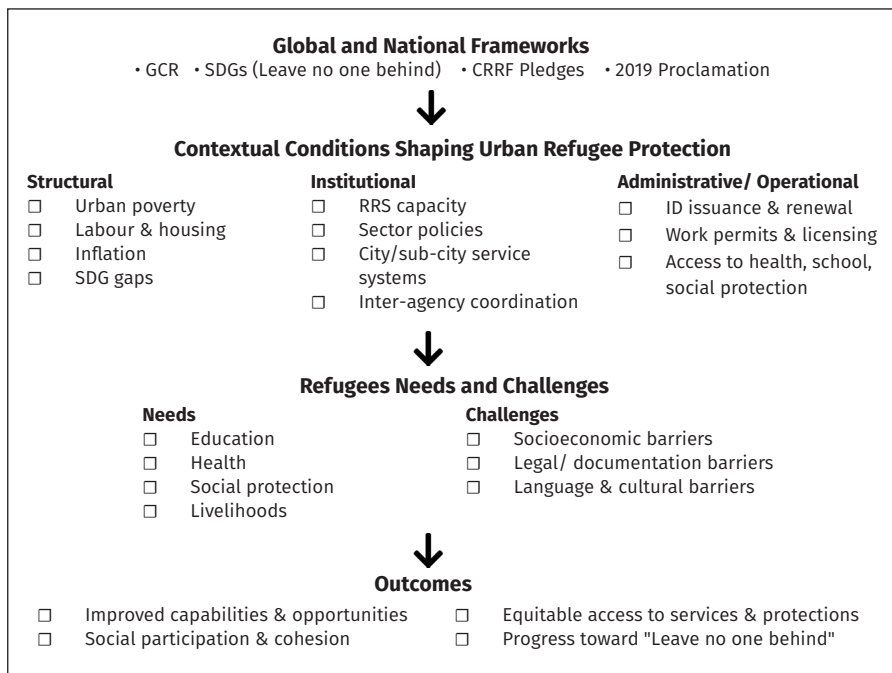 Global and National Frameworks
• GCR • SDGs (Leave no one behind) • CRRF Pledges • 2019 Proclamation
Contextual Conditions Shaping Urban Refugee Protection
Structural
☐ Urban poverty
☐ Labour & housing
☐ Inflation
☐ SDG gaps
Institutional
☐ RRS capacity
☐ Sector policies
☐ City/sub-city service
systems
☐ Inter-agency coordination
Administrative/ Operational
☐ ID issuance & renewal
☐ Work permits & licensing
☐ Access to health, school,
social protection
Refugees Needs and Challenges
Needs
☐ Education
☐ Health
☐ Social protection
☐ Livelihoods
Challenges
☐ Socioeconomic barriers
☐ Legal/ documentation barriers
☐ Language & cultural barriers
Outcomes
☐ Improved capabilities & opportunities
☐ Social participation & cohesion
☐ Equitable access to services & protections
☐ Progress toward "Leave no one behind"